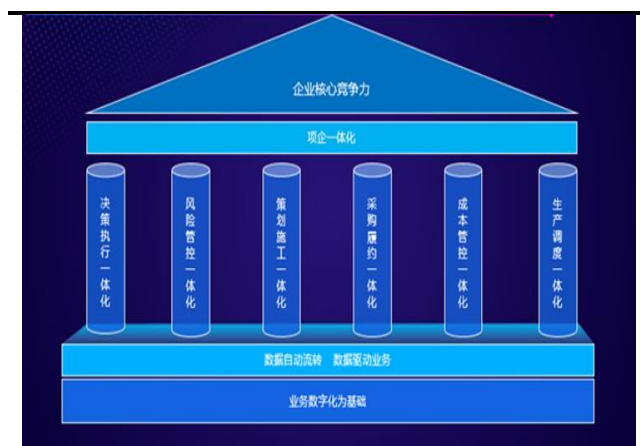 企业核心竞争力
项企一体化
决策执行一体化
风险管控一体化
策划施工一体化
采购履约一体化
成本管控一体化
生产调度一体化
数据自动流转 数据驱动业务
业务数字化为基础